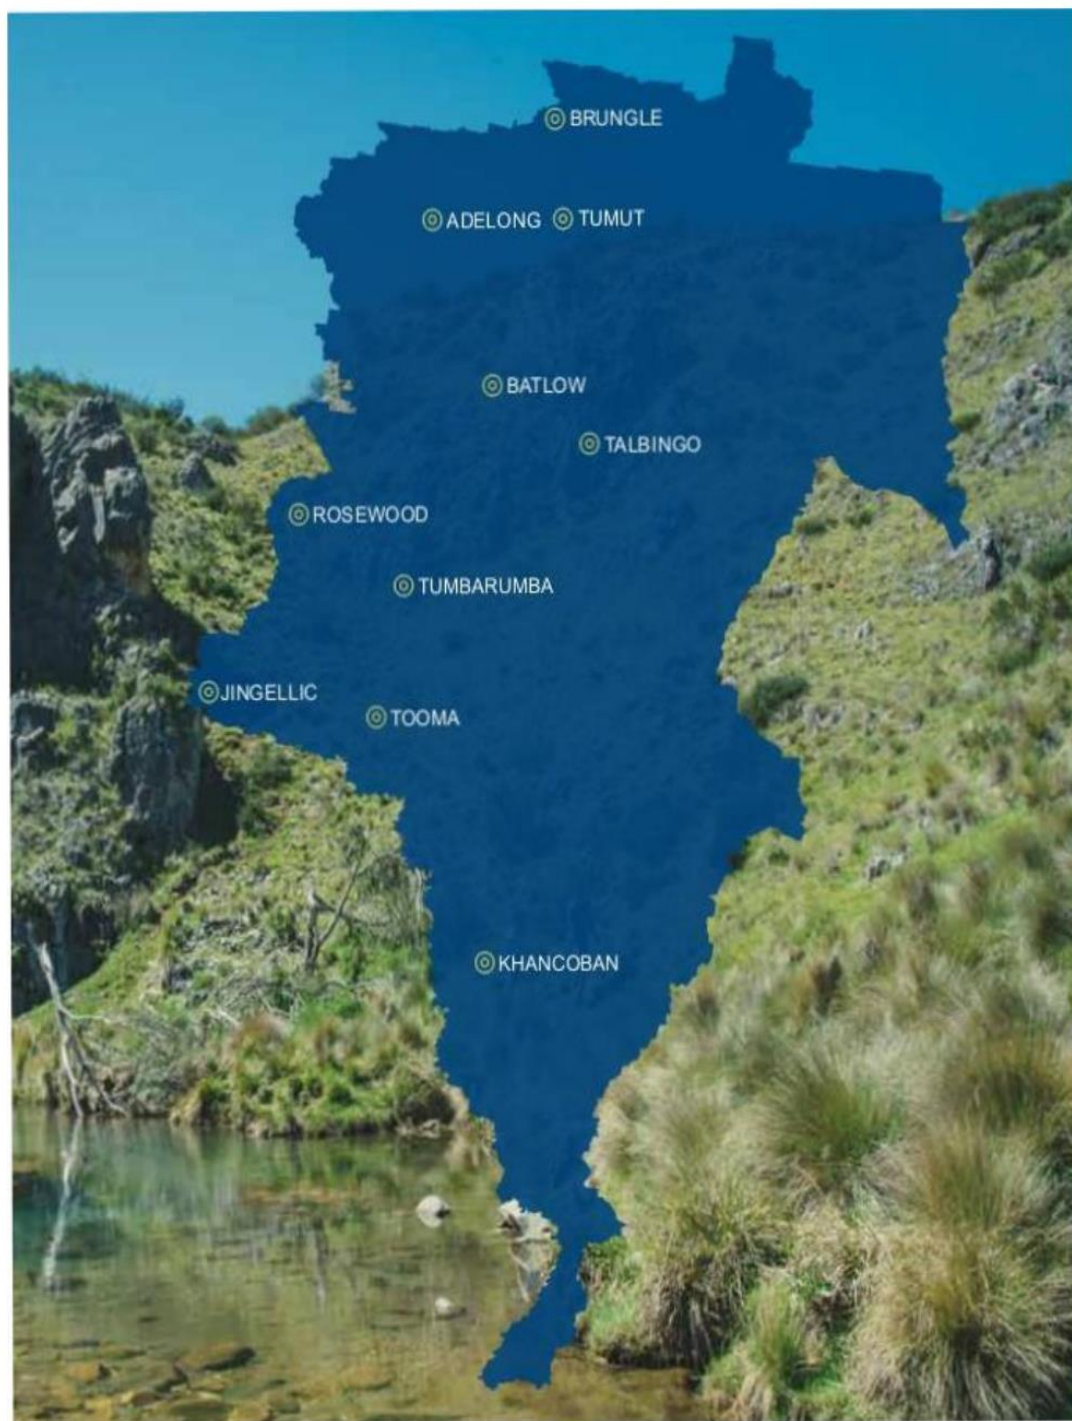 BRUNGLE
ADELONG TUMUT
BATLOW
TALBINGO
ROSEWOOD
TUMBARUMBA
JINGELLIC
TOOMA
KHANCOBAN